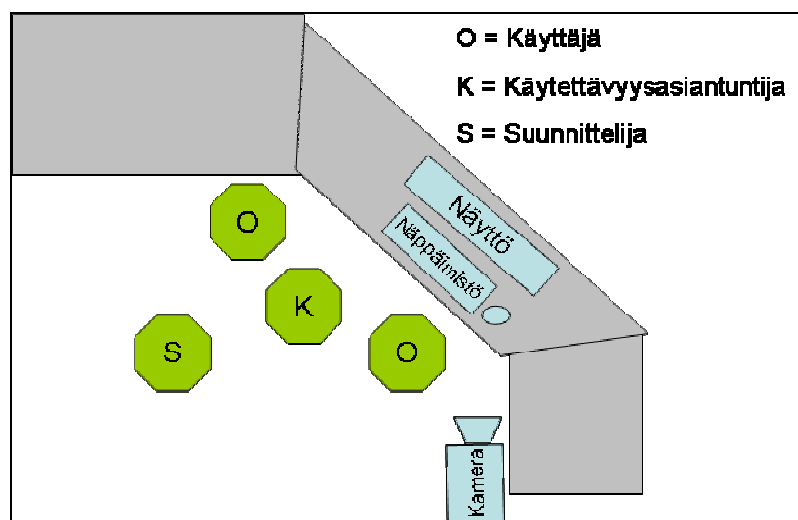 O = Käyttäjä
K = Käytettävyysasiantuntija
S = Suunnittelija
Näyttö
Näppäimistö
O
K
S
O
Kamera